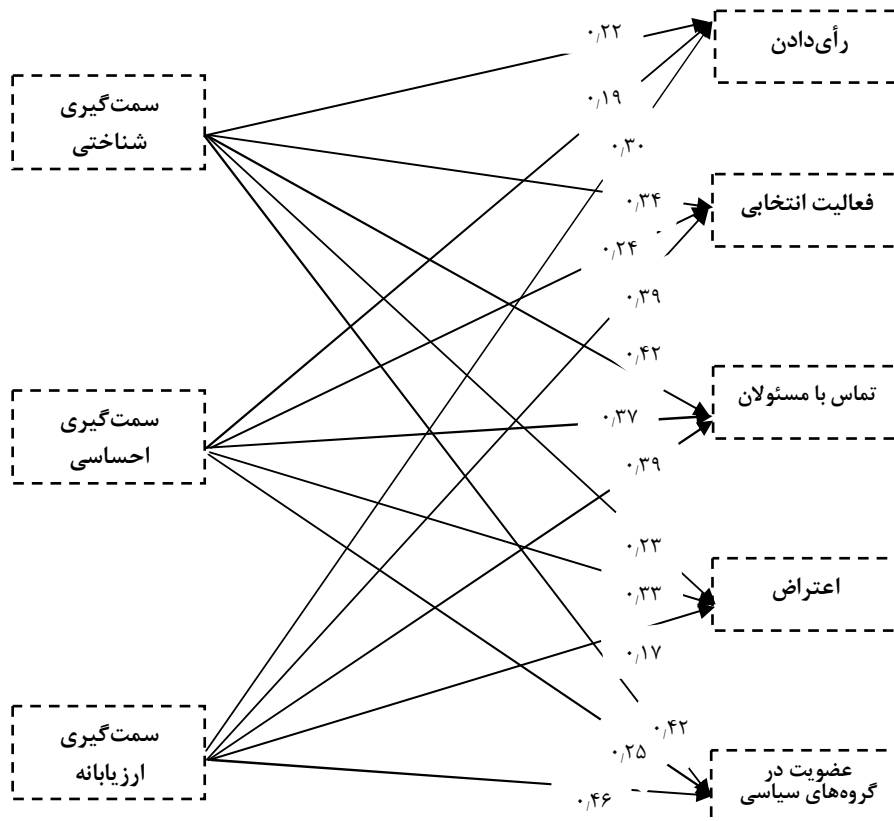 رأی‌دادن
۰٫۲۲
سمت‌گیری
شناختی
۰٫۱۹
۰٫۳۰
۰٫۳۴
فعالیت انتخابی
۰٫۲۴
۰٫۳۹
۰٫۴۲
تماس با مسئولان
سمت‌گیری
احساسی
۰٫۳۷
۰٫۳۹
۰٫۲۳
اعتراض
۰٫۳۳
۰٫۱۷
سمت‌گیری
ارزیابانه
۰٫۴۲
۰٫۲۵
عضویت در
گروه‌های سیاسی
۰٫۴۶